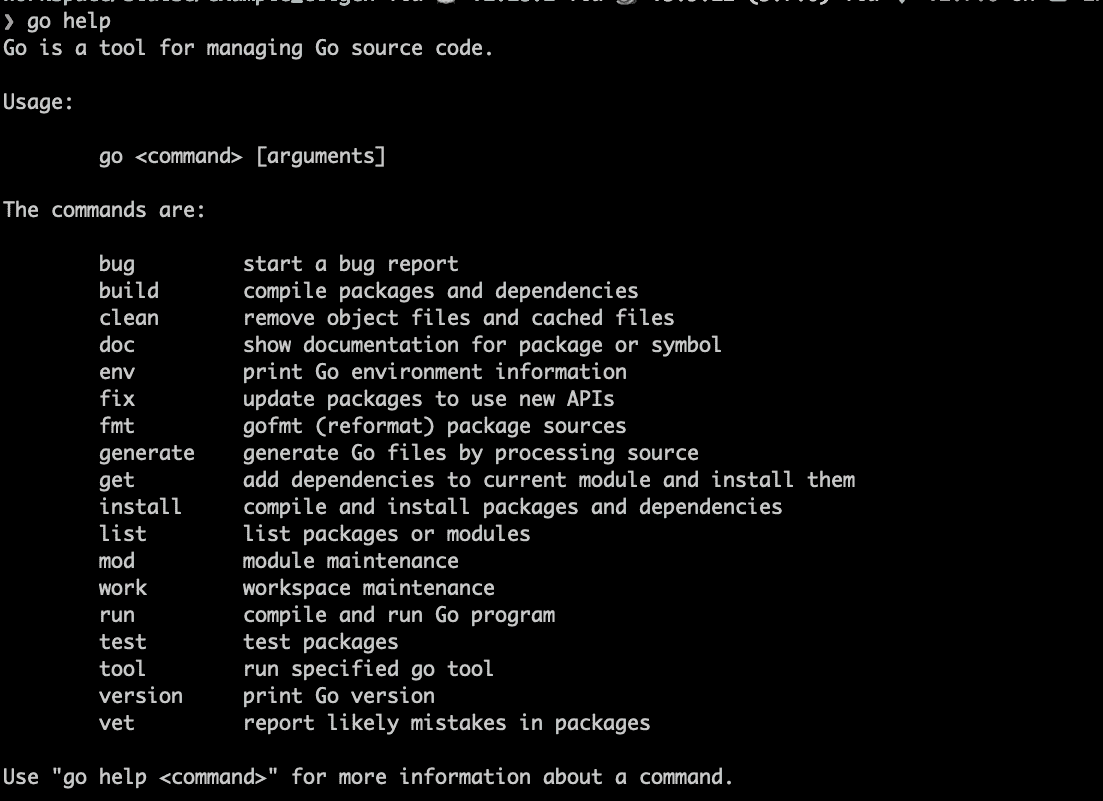 ❯ go help
Go is a tool for managing Go source code.

Usage:

        go <command> [arguments]

The commands are:

        bug         start a bug report
        build       compile packages and dependencies
        clean       remove object files and cached files
        doc         show documentation for package or symbol
        env         print Go environment information
        fix         update packages to use new APIs
        fmt         gofmt (reformat) package sources
        generate    generate Go files by processing source
        get         add dependencies to current module and install them
        install     compile and install packages and dependencies
        list        list packages or modules
        mod         module maintenance
        work        workspace maintenance
        run         compile and run Go program
        test        test packages
        tool        run specified go tool
        version     print Go version
        vet         report likely mistakes in packages

Use "go help <command>" for more information about a command.